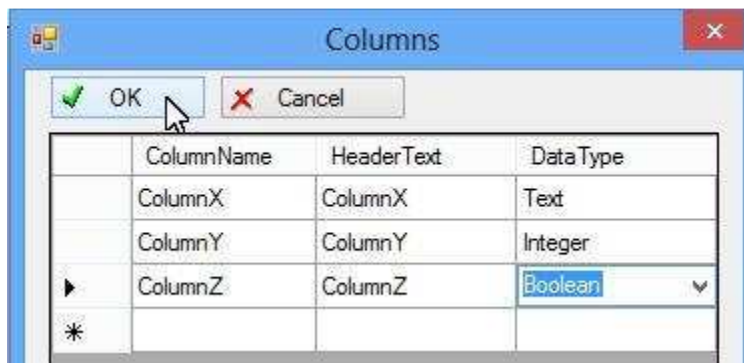 Columns
OK Cancel
ColumnName HeaderText DataType
ColumnX ColumnX Text
ColumnY ColumnY Integer
ColumnZ ColumnZ Boolean